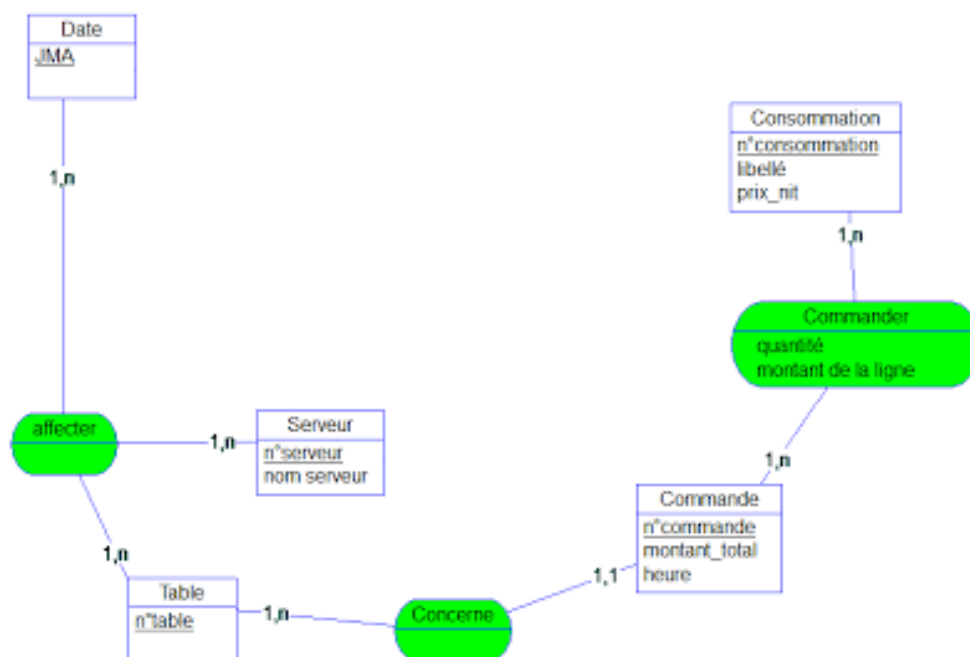 Date
JMA
1,n
Consommation
n°consommation
libellé
prix_nit
1,n
Commander
quantité
montant de la ligne
1,n
affecter
1,n
Serveur
n°serveur
nom serveur
Commande
n°commande
montant_total
heure
1,n
1,1
Table
n°table
1,n
Concerne